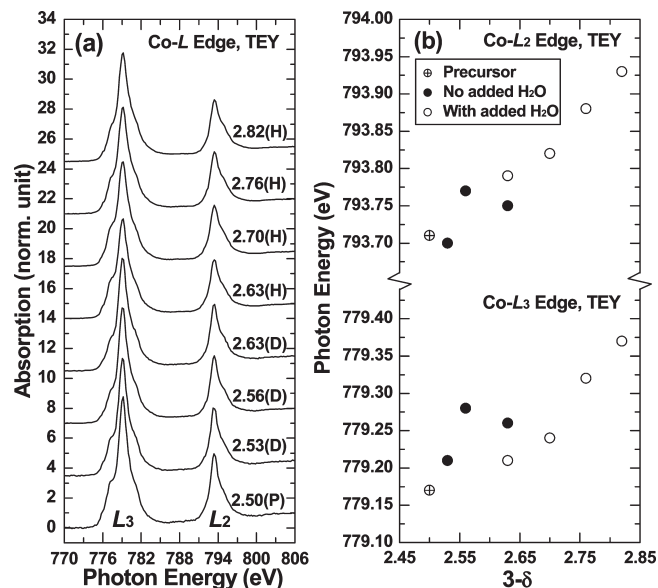 (a)
Co-L Edge, TEY
34
32
30
28
26
24
22
20
18
16
14
12
10
8
6
4
2
0
Absorption (norm. unit)
2.82(H)
2.76(H)
2.70(H)
2.63(H)
2.63(D)
2.56(D)
2.53(D)
2.50(P)
L3
L2
770 776 782 788 794 800 806
Photon Energy (eV)
(b)
Co-L2 Edge, TEY
Precursor
No added H2O
With added H2O
794.00
793.95
793.90
793.85
793.80
793.75
793.70
Photon Energy (eV)
Co-L3 Edge, TEY
779.40
779.35
779.30
779.25
779.20
779.15
779.10
2.45 2.55 2.65 2.75 2.85
3-δ